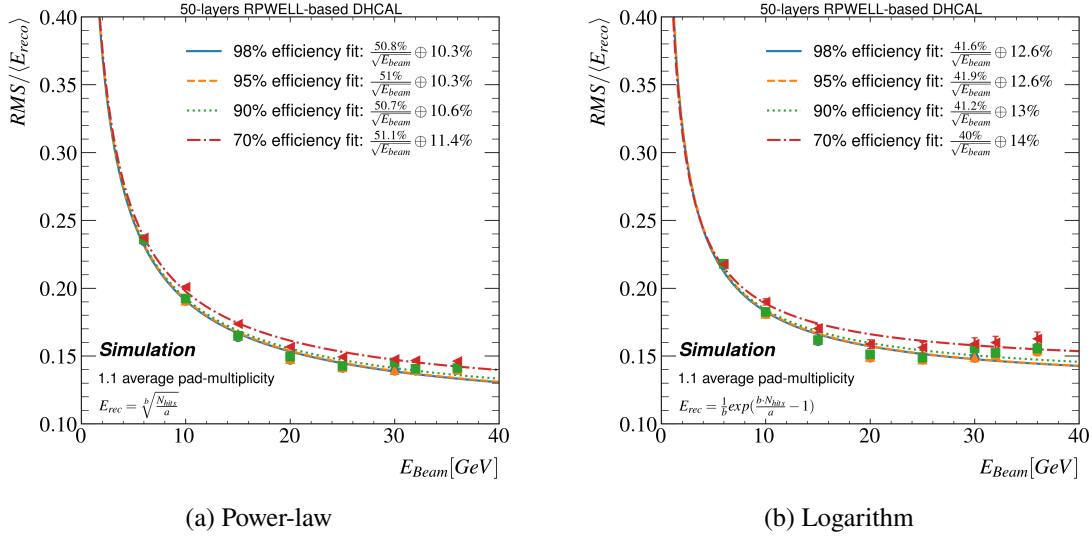 50-layers RPWELL-based DHCAL
RMS/⟨E_reco⟩
0.40
0.35
0.30
0.25
0.20
0.15
0.10
98% efficiency fit: 50.8%/√E_beam ⊕ 10.3%
95% efficiency fit: 51%/√E_beam ⊕ 10.3%
90% efficiency fit: 50.7%/√E_beam ⊕ 10.6%
70% efficiency fit: 51.1%/√E_beam ⊕ 11.4%
Simulation
1.1 average pad-multiplicity
E_rec = ᵇ√(N_hits/a)
0 10 20 30 40
E_Beam[GeV]
(a) Power-law
50-layers RPWELL-based DHCAL
RMS/⟨E_reco⟩
0.40
0.35
0.30
0.25
0.20
0.15
0.10
98% efficiency fit: 41.6%/√E_beam ⊕ 12.6%
95% efficiency fit: 41.9%/√E_beam ⊕ 12.6%
90% efficiency fit: 41.2%/√E_beam ⊕ 13%
70% efficiency fit: 40%/√E_beam ⊕ 14%
Simulation
1.1 average pad-multiplicity
E_rec = 1/b exp(b·N_hits/a − 1)
0 10 20 30 40
E_Beam[GeV]
(b) Logarithm